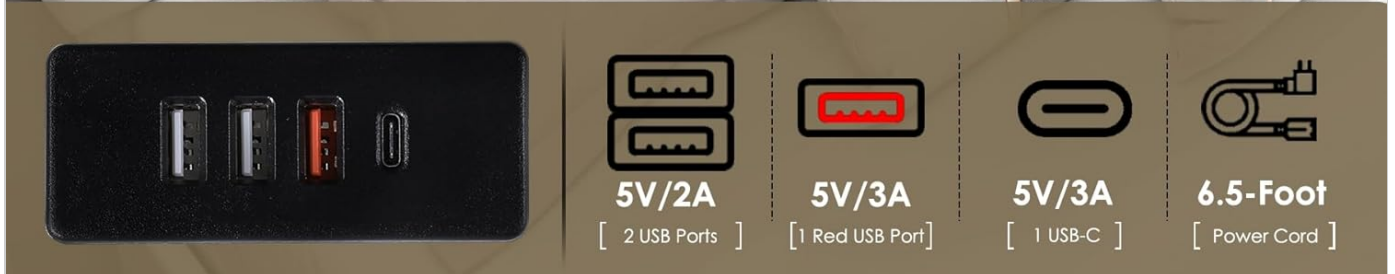 5V/2A
[ 2 USB Ports ]
5V/3A
[1 Red USB Port]
5V/3A
[ 1 USB-C ]
6.5-Foot
[ Power Cord ]